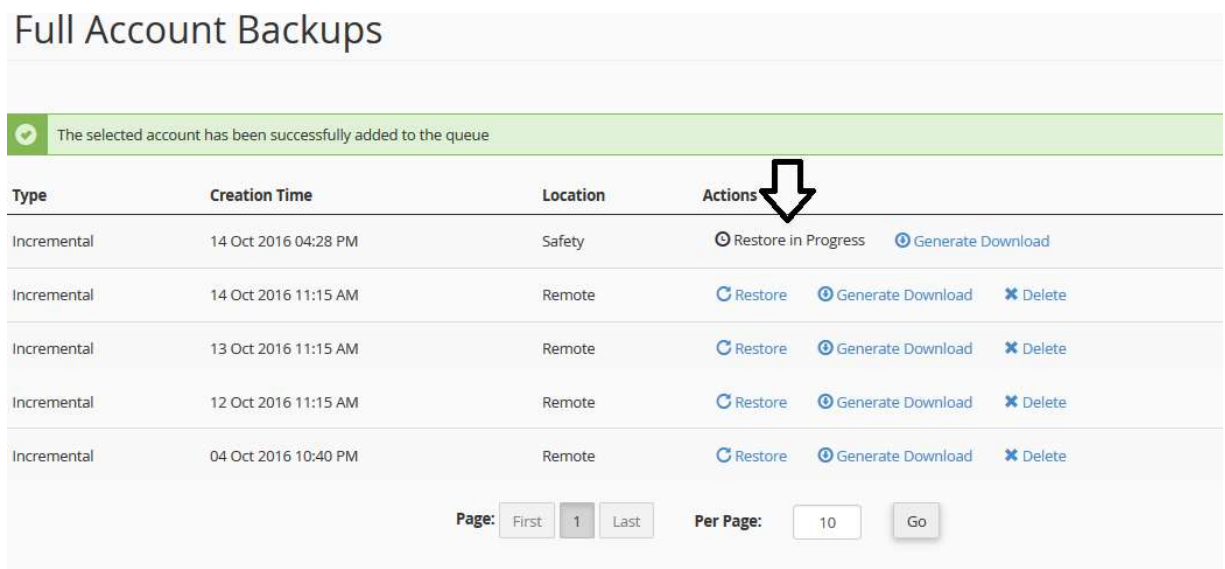 Full Account Backups
The selected account has been successfully added to the queue
Type Creation Time Location Actions
Incremental 14 Oct 2016 04:28 PM Safety Restore in Progress Generate Download
Incremental 14 Oct 2016 11:15 AM Remote Restore Generate Download Delete
Incremental 13 Oct 2016 11:15 AM Remote Restore Generate Download Delete
Incremental 12 Oct 2016 11:15 AM Remote Restore Generate Download Delete
Incremental 04 Oct 2016 10:40 PM Remote Restore Generate Download Delete
Page: First 1 Last Per Page: 10 Go